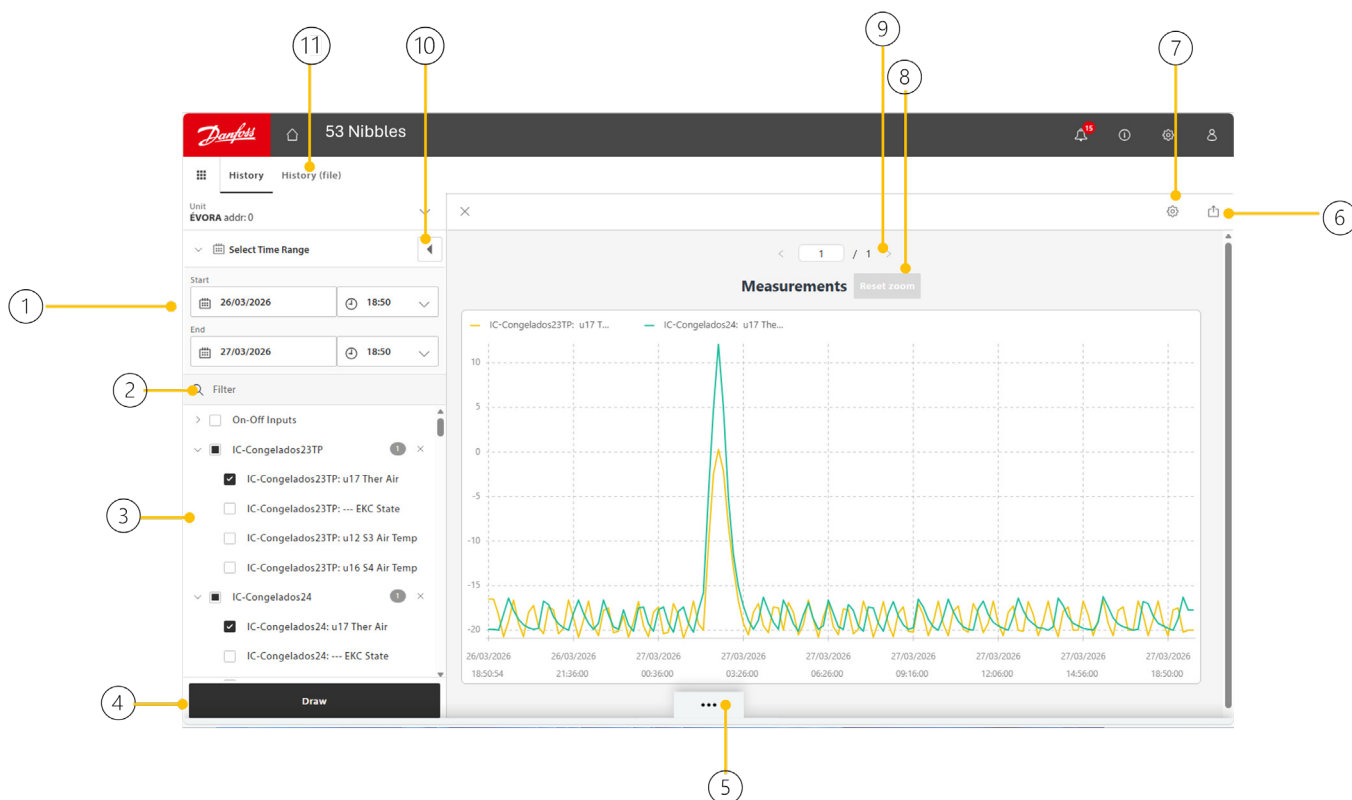 11
10
9
8
7
Danfoss
53 Nibbles
15
History
History (file)
Unit
ÉVORA addr: 0
6
Select Time Range
1 / 1
Start
Measurements
Reset zoom
1
26/03/2026
18:50
End
27/03/2026
18:50
IC-Congelados23TP: u17 T...
IC-Congelados24: u17 The...
2
Filter
On-Off Inputs
IC-Congelados23TP
1
IC-Congelados23TP: u17 Ther Air
3
IC-Congelados23TP: --- EKC State
IC-Congelados23TP: u12 S3 Air Temp
IC-Congelados23TP: u16 S4 Air Temp
IC-Congelados24
1
IC-Congelados24: u17 Ther Air
IC-Congelados24: --- EKC State
4
Draw
10
5
0
-5
-10
-15
-20
26/03/2026 26/03/2026 27/03/2026 27/03/2026 27/03/2026 27/03/2026 27/03/2026 27/03/2026 27/03/2026
18:50:54 21:36:00 00:36:00 03:26:00 06:26:00 09:16:00 12:06:00 14:56:00 18:50:00
5